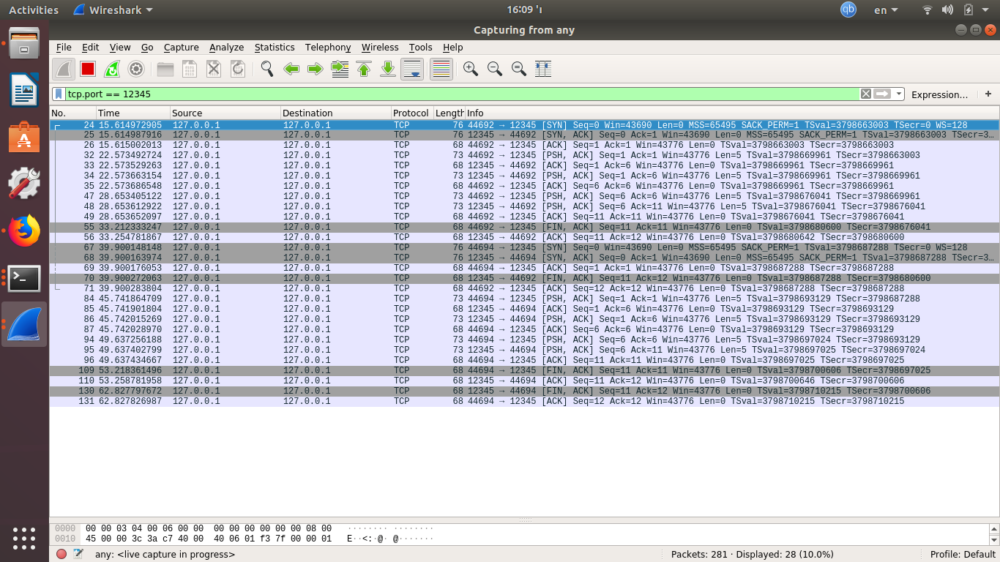 Activities Wireshark 16:09 'ו en
Capturing from any
File Edit View Go Capture Analyze Statistics Telephony Wireless Tools Help
tcp.port == 12345 Expression... +
No. Time Source Destination Protocol Length Info
24 15.614972905 127.0.0.1 127.0.0.1 TCP 76 44692 → 12345 [SYN] Seq=0 Win=43690 Len=0 MSS=65495 SACK_PERM=1 TSval=3798663003 TSecr=0 WS=128
25 15.614987916 127.0.0.1 127.0.0.1 TCP 76 12345 → 44692 [SYN, ACK] Seq=0 Ack=1 Win=43690 Len=0 MSS=65495 SACK_PERM=1 TSval=3798663003 TSecr=3...
26 15.615002013 127.0.0.1 127.0.0.1 TCP 68 44692 → 12345 [ACK] Seq=1 Ack=1 Win=43776 Len=0 TSval=3798663003 TSecr=3798663003
32 22.573492724 127.0.0.1 127.0.0.1 TCP 73 44692 → 12345 [PSH, ACK] Seq=1 Ack=1 Win=43776 Len=5 TSval=3798669961 TSecr=3798663003
33 22.573529263 127.0.0.1 127.0.0.1 TCP 68 12345 → 44692 [ACK] Seq=1 Ack=6 Win=43776 Len=0 TSval=3798669961 TSecr=3798669961
34 22.573663154 127.0.0.1 127.0.0.1 TCP 73 12345 → 44692 [PSH, ACK] Seq=1 Ack=6 Win=43776 Len=5 TSval=3798669961 TSecr=3798669961
35 22.573686548 127.0.0.1 127.0.0.1 TCP 68 44692 → 12345 [ACK] Seq=6 Ack=6 Win=43776 Len=0 TSval=3798669961 TSecr=3798669961
47 28.653405122 127.0.0.1 127.0.0.1 TCP 73 44692 → 12345 [PSH, ACK] Seq=6 Ack=6 Win=43776 Len=5 TSval=3798676041 TSecr=3798669961
48 28.653612922 127.0.0.1 127.0.0.1 TCP 73 12345 → 44692 [PSH, ACK] Seq=6 Ack=11 Win=43776 Len=5 TSval=3798676041 TSecr=3798676041
49 28.653652097 127.0.0.1 127.0.0.1 TCP 68 44692 → 12345 [ACK] Seq=11 Ack=11 Win=43776 Len=0 TSval=3798676041 TSecr=3798676041
55 33.212333247 127.0.0.1 127.0.0.1 TCP 68 44692 → 12345 [FIN, ACK] Seq=11 Ack=11 Win=43776 Len=0 TSval=3798680600 TSecr=3798676041
56 33.254781867 127.0.0.1 127.0.0.1 TCP 68 12345 → 44692 [ACK] Seq=11 Ack=12 Win=43776 Len=0 TSval=3798680642 TSecr=3798680600
67 39.900148148 127.0.0.1 127.0.0.1 TCP 76 44694 → 12345 [SYN] Seq=0 Win=43690 Len=0 MSS=65495 SACK_PERM=1 TSval=3798687288 TSecr=0 WS=128
68 39.900163974 127.0.0.1 127.0.0.1 TCP 76 12345 → 44694 [SYN, ACK] Seq=0 Ack=1 Win=43690 Len=0 MSS=65495 SACK_PERM=1 TSval=3798687288 TSecr=3...
69 39.900176053 127.0.0.1 127.0.0.1 TCP 68 44694 → 12345 [ACK] Seq=1 Ack=1 Win=43776 Len=0 TSval=3798687288 TSecr=3798687288
70 39.900272063 127.0.0.1 127.0.0.1 TCP 68 12345 → 44692 [FIN, ACK] Seq=11 Ack=12 Win=43776 Len=0 TSval=3798687288 TSecr=3798680600
71 39.900283804 127.0.0.1 127.0.0.1 TCP 68 44692 → 12345 [ACK] Seq=12 Ack=12 Win=43776 Len=0 TSval=3798687288 TSecr=3798687288
84 45.741864709 127.0.0.1 127.0.0.1 TCP 73 44694 → 12345 [PSH, ACK] Seq=1 Ack=1 Win=43776 Len=5 TSval=3798693129 TSecr=3798687288
85 45.741901804 127.0.0.1 127.0.0.1 TCP 68 12345 → 44694 [ACK] Seq=1 Ack=6 Win=43776 Len=0 TSval=3798693129 TSecr=3798693129
86 45.742015269 127.0.0.1 127.0.0.1 TCP 73 12345 → 44694 [PSH, ACK] Seq=1 Ack=6 Win=43776 Len=5 TSval=3798693129 TSecr=3798693129
87 45.742028970 127.0.0.1 127.0.0.1 TCP 68 44694 → 12345 [ACK] Seq=6 Ack=6 Win=43776 Len=0 TSval=3798693129 TSecr=3798693129
94 49.637256188 127.0.0.1 127.0.0.1 TCP 73 44694 → 12345 [PSH, ACK] Seq=6 Ack=6 Win=43776 Len=5 TSval=3798697024 TSecr=3798693129
95 49.637402799 127.0.0.1 127.0.0.1 TCP 73 12345 → 44694 [PSH, ACK] Seq=6 Ack=11 Win=43776 Len=5 TSval=3798697025 TSecr=3798697024
96 49.637434667 127.0.0.1 127.0.0.1 TCP 68 44694 → 12345 [ACK] Seq=11 Ack=11 Win=43776 Len=0 TSval=3798697025 TSecr=3798697025
109 53.218361496 127.0.0.1 127.0.0.1 TCP 68 44694 → 12345 [FIN, ACK] Seq=11 Ack=11 Win=43776 Len=0 TSval=3798700606 TSecr=3798697025
110 53.258781958 127.0.0.1 127.0.0.1 TCP 68 12345 → 44694 [ACK] Seq=11 Ack=12 Win=43776 Len=0 TSval=3798700646 TSecr=3798700606
130 62.827797672 127.0.0.1 127.0.0.1 TCP 68 12345 → 44694 [FIN, ACK] Seq=11 Ack=12 Win=43776 Len=0 TSval=3798710215 TSecr=3798700606
131 62.827826987 127.0.0.1 127.0.0.1 TCP 68 44694 → 12345 [ACK] Seq=12 Ack=12 Win=43776 Len=0 TSval=3798710215 TSecr=3798710215
0000 00 00 03 04 00 06 00 00 00 00 00 00 00 00 08 00 ········ ········
0010 45 00 00 3c 3a c7 40 00 40 06 01 f3 7f 00 00 01 E··<:·@· @·······
any: <live capture in progress> Packets: 281 · Displayed: 28 (10.0%) Profile: Default